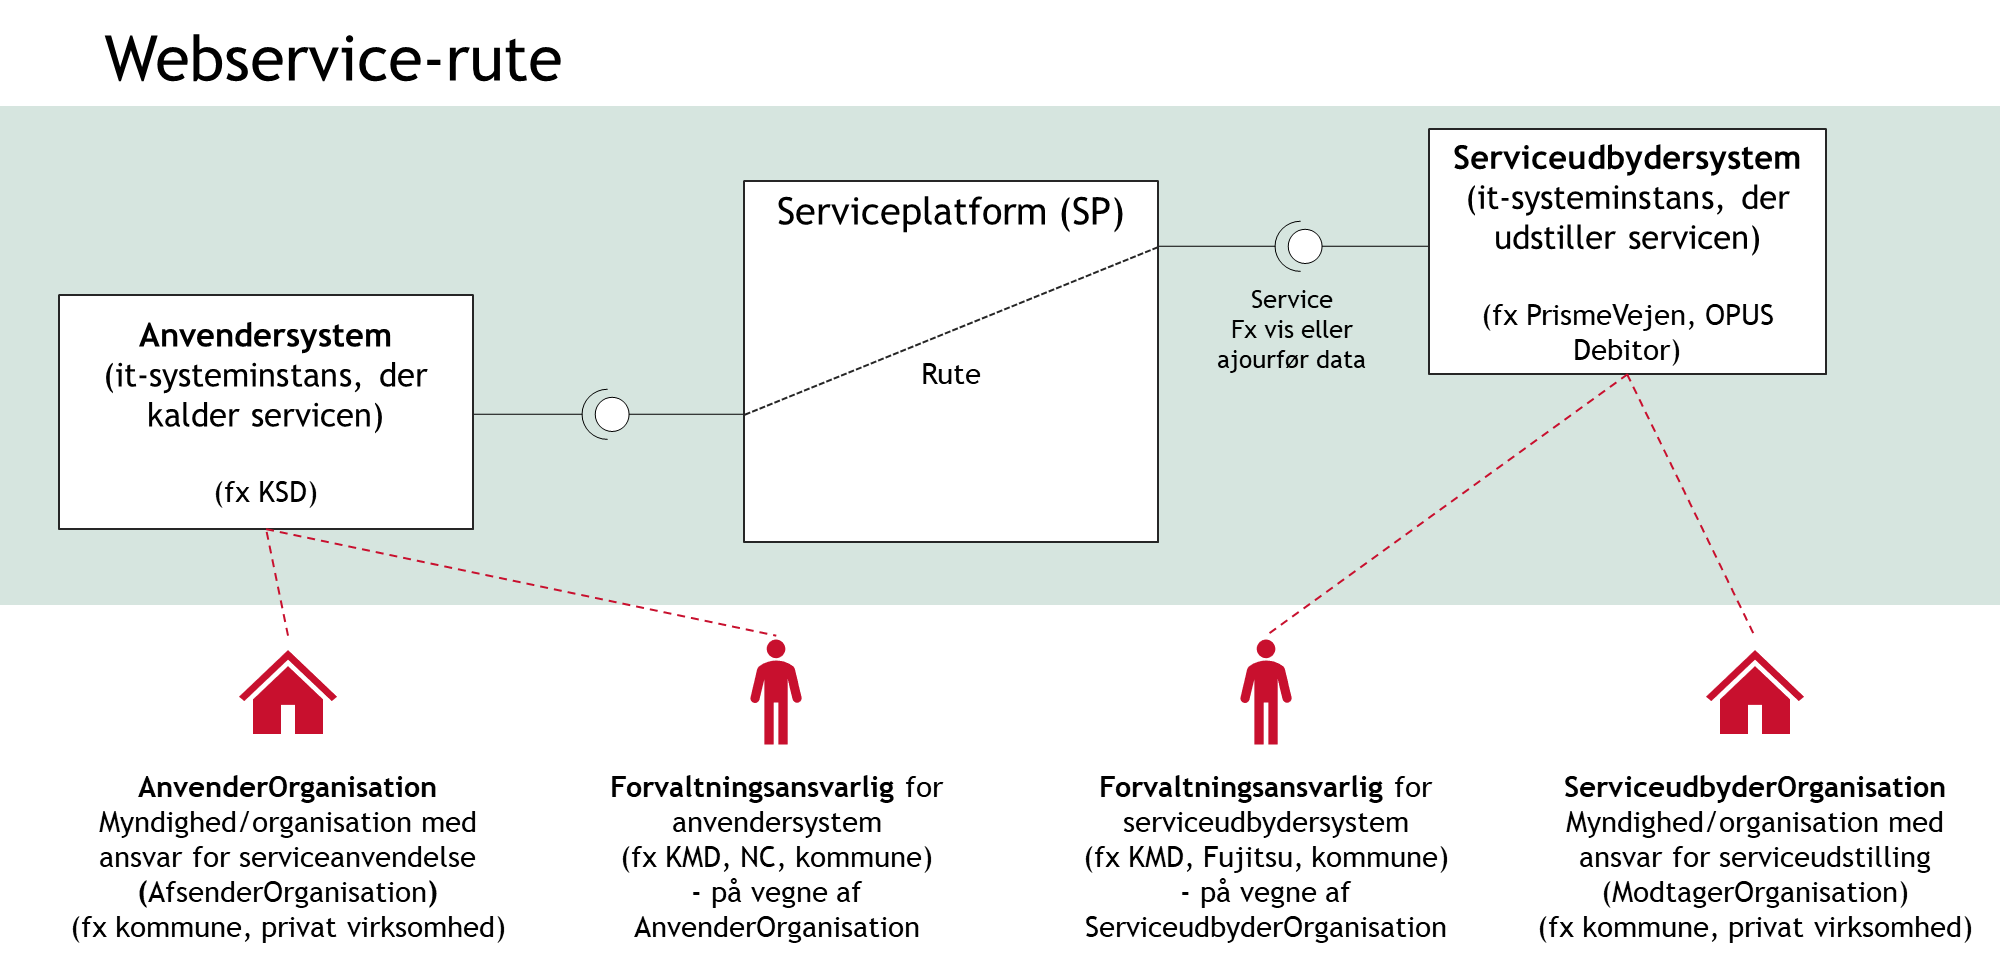 Webservice-rute
Anvendersystem
(it-systeminstans, der
kalder servicen)
(fx KSD)
Serviceplatform (SP)
Rute
Service
Fx vis eller
ajourfør data
Serviceudbydersystem
(it-systeminstans, der
udstiller servicen)
(fx PrismeVejen, OPUS
Debitor)
AnvenderOrganisation
Myndighed/organisation med
ansvar for serviceanvendelse
(AfsenderOrganisation)
(fx kommune, privat virksomhed)
Forvaltningsansvarlig for
anvendersystem
(fx KMD, NC, kommune)
- på vegne af
AnvenderOrganisation
Forvaltningsansvarlig for
serviceudbydersystem
(fx KMD, Fujitsu, kommune)
- på vegne af
ServiceudbyderOrganisation
ServiceudbyderOrganisation
Myndighed/organisation med
ansvar for serviceudstilling
(ModtagerOrganisation)
(fx kommune, privat virksomhed)